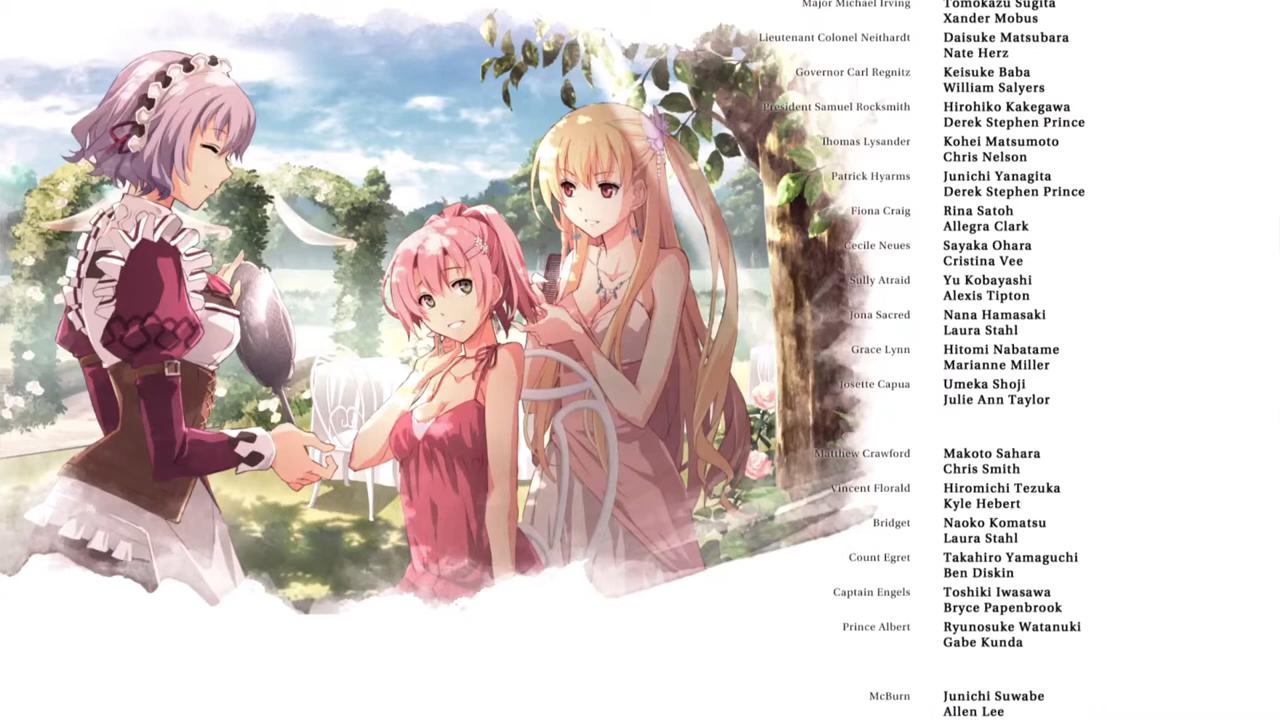 Major Michael Irving Tomokazu Sugita
Xander Mobus
Lieutenant Colonel Neithardt Daisuke Matsubara
Nate Herz
Governor Carl Regnitz Keisuke Baba
William Salyers
President Samuel Rocksmith Hirohiko Kakegawa
Derek Stephen Prince
Thomas Lysander Kohei Matsumoto
Chris Nelson
Patrick Hyarms Junichi Yanagita
Derek Stephen Prince
Fiona Craig Rina Satoh
Allegra Clark
Cecile Neues Sayaka Ohara
Cristina Vee
Sully Atraid Yu Kobayashi
Alexis Tipton
Jona Sacred Nana Hamasaki
Laura Stahl
Grace Lynn Hitomi Nabatame
Marianne Miller
Josette Capua Umeka Shoji
Julie Ann Taylor
Matthew Crawford Makoto Sahara
Chris Smith
Vincent Florald Hiromichi Tezuka
Kyle Hebert
Bridget Naoko Komatsu
Laura Stahl
Count Egret Takahiro Yamaguchi
Ben Diskin
Captain Engels Toshiki Iwasawa
Bryce Papenbrook
Prince Albert Ryunosuke Watanuki
Gabe Kunda
McBurn Junichi Suwabe
Allen Lee